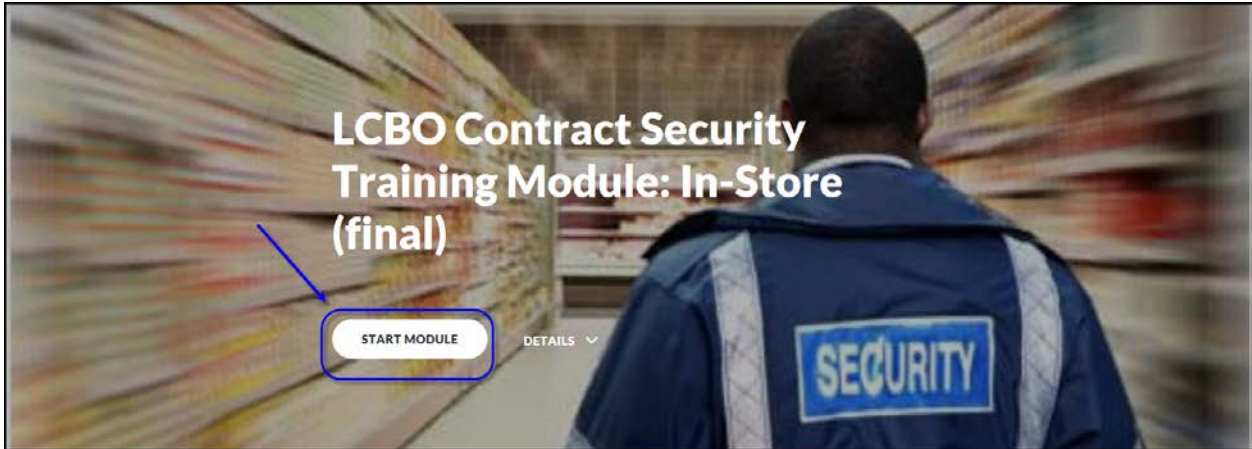 LCBO Contract Security
Training Module: In-Store
(final)
START MODULE
DETAILS
SECURITY